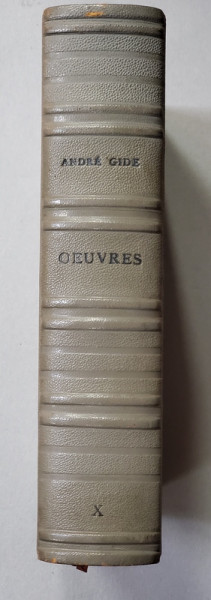 ANDRÉ GIDE
OEUVRES
X